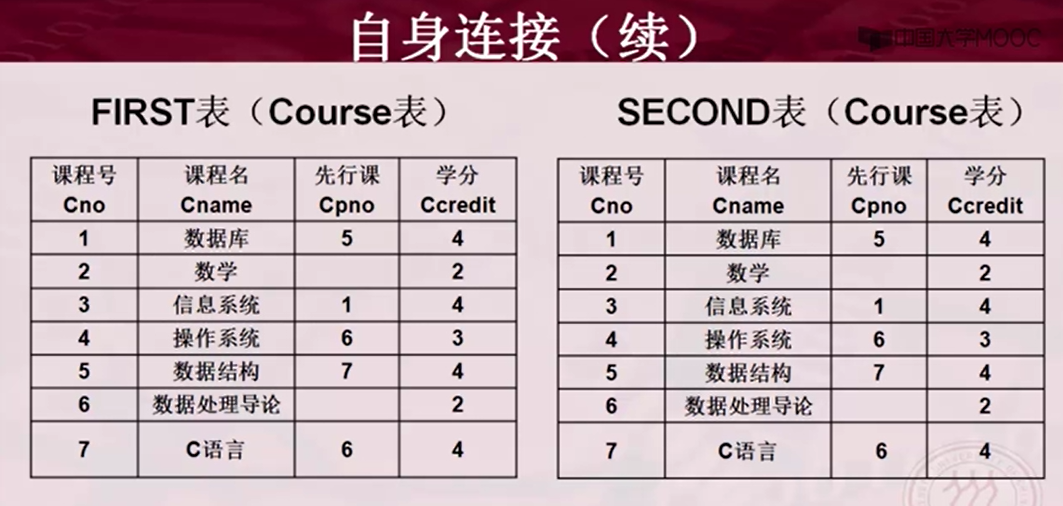 自身连接（续）
中国大学MOOC
FIRST表（Course表）
课程号 课程名 先行课 学分
Cno Cname Cpno Ccredit
1 数据库 5 4
2 数学 2
3 信息系统 1 4
4 操作系统 6 3
5 数据结构 7 4
6 数据处理导论 2
7 C语言 6 4
SECOND表（Course表）
课程号 课程名 先行课 学分
Cno Cname Cpno Ccredit
1 数据库 5 4
2 数学 2
3 信息系统 1 4
4 操作系统 6 3
5 数据结构 7 4
6 数据处理导论 2
7 C语言 6 4